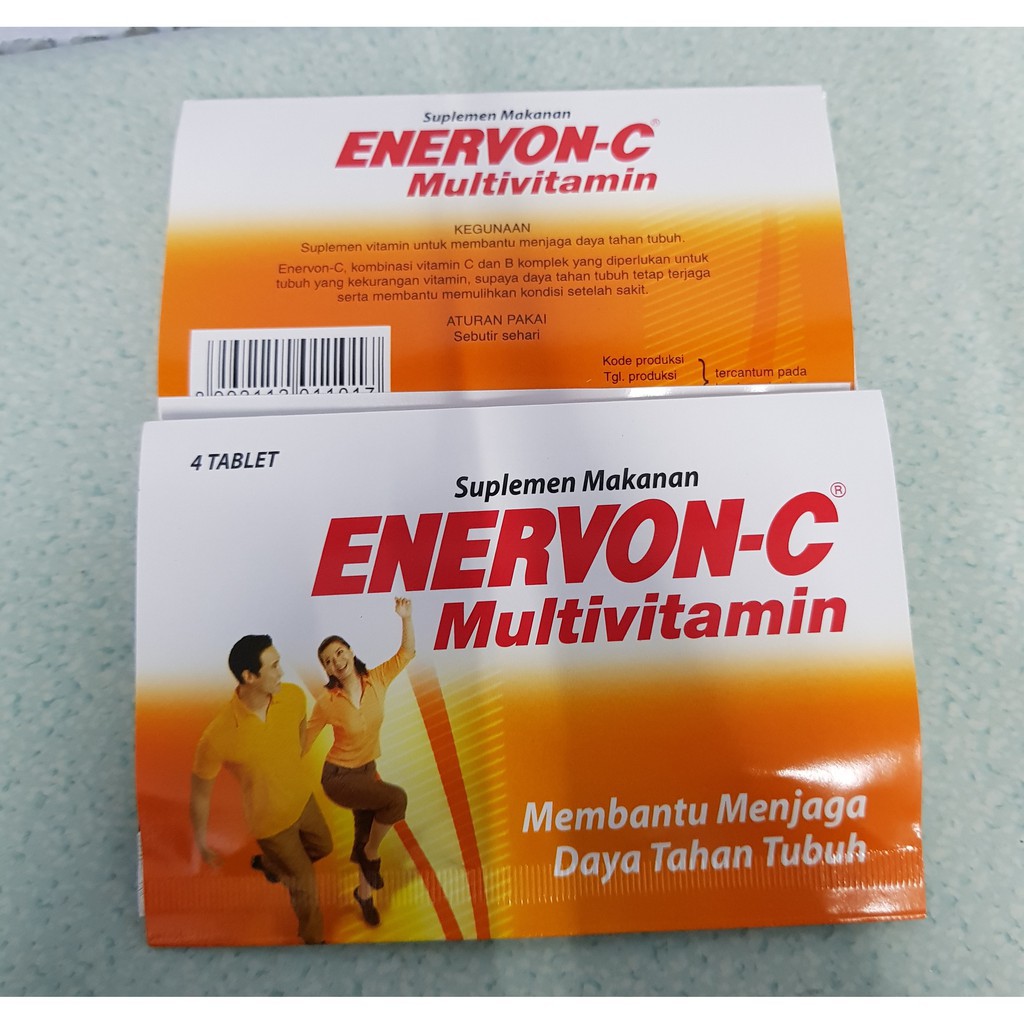 Suplemen Makanan
ENERVON-C®
Multivitamin
KEGUNAAN
Suplemen vitamin untuk membantu menjaga daya tahan tubuh.
Enervon-C, kombinasi vitamin C dan B komplek yang diperlukan untuk
tubuh yang kekurangan vitamin, supaya daya tahan tubuh tetap terjaga
serta membantu memulihkan kondisi setelah sakit.
ATURAN PAKAI
Sebutir sehari
Kode produksi
Tgl. produksi
tercantum pada
4 TABLET
Suplemen Makanan
ENERVON-C®
Multivitamin
Membantu Menjaga
Daya Tahan Tubuh